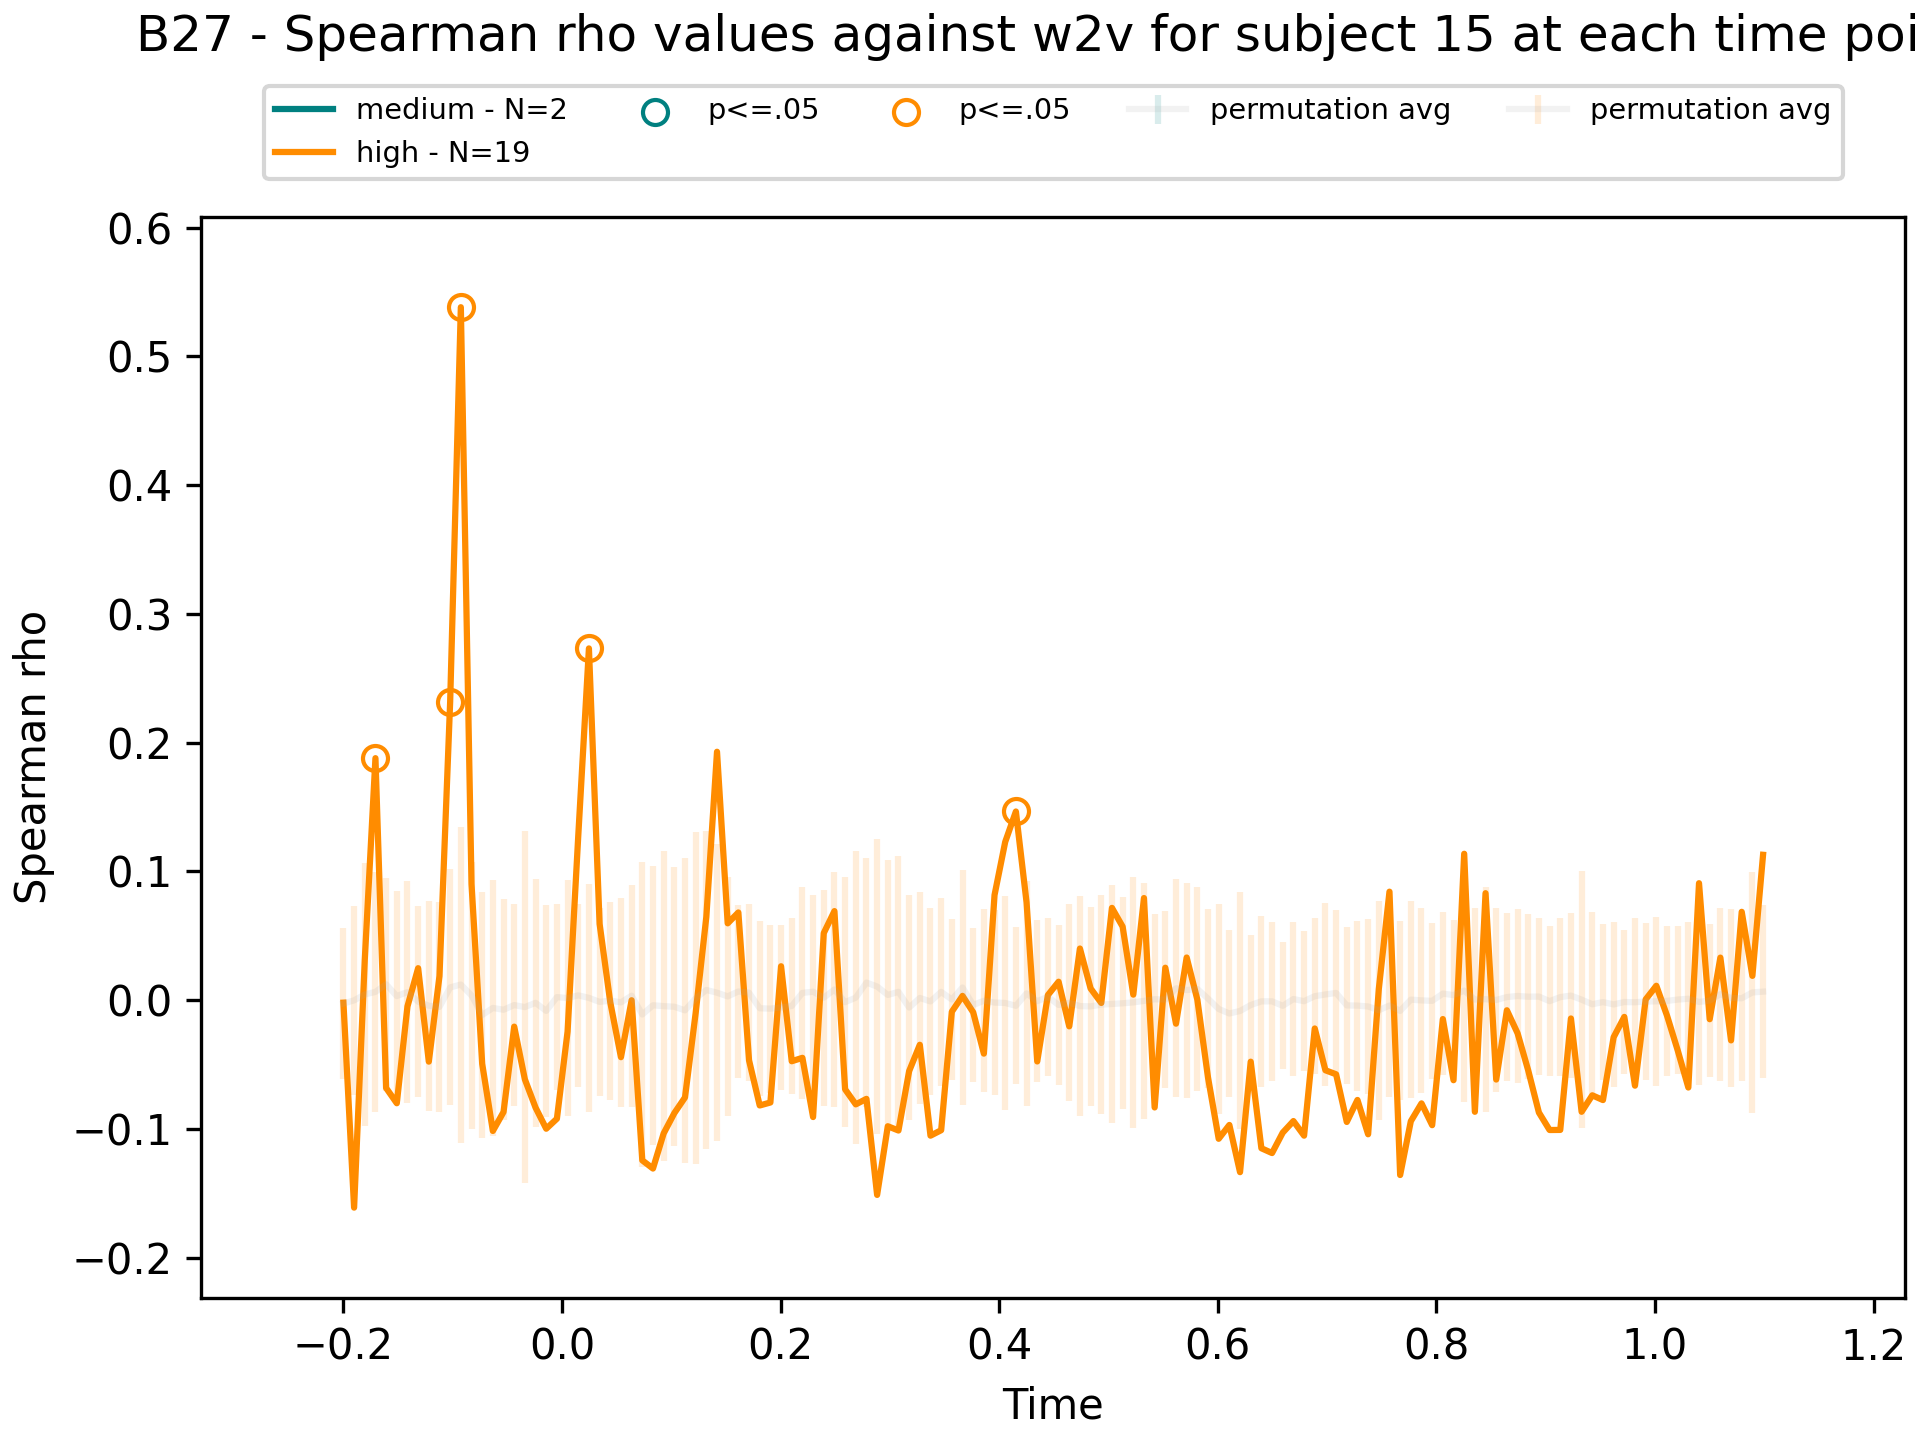 B27 - Spearman rho values against w2v for subject 15 at each time poi
medium - N=2
high - N=19
p<=.05
p<=.05
permutation avg
permutation avg
Spearman rho
0.6
0.5
0.4
0.3
0.2
0.1
0.0
−0.1
−0.2
−0.2 0.0 0.2 0.4 0.6 0.8 1.0 1.2
Time